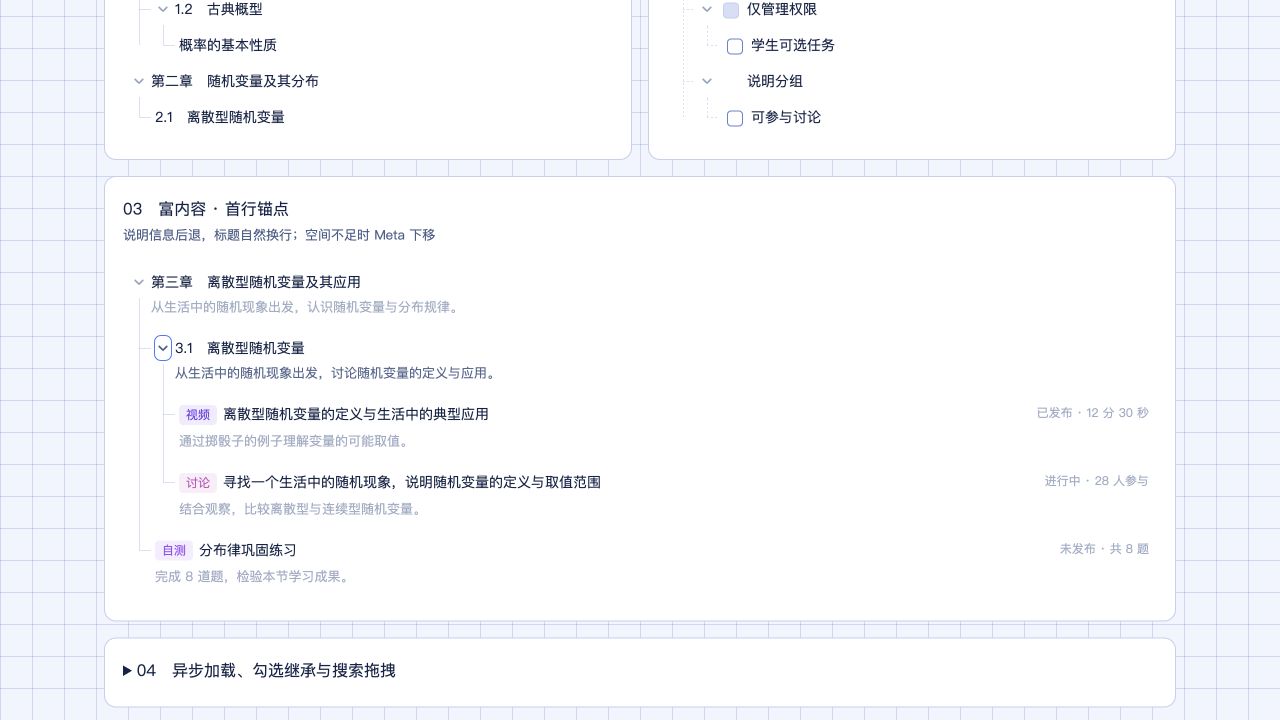 1.2 古典概型
概率的基本性质
第二章 随机变量及其分布
2.1 离散型随机变量
仅管理权限
学生可选任务
说明分组
可参与讨论
03 富内容 · 首行锚点
说明信息后退，标题自然换行；空间不足时 Meta 下移
第三章 离散型随机变量及其应用
从生活中的随机现象出发，认识随机变量与分布规律。
3.1 离散型随机变量
从生活中的随机现象出发，讨论随机变量的定义与应用。
视频 离散型随机变量的定义与生活中的典型应用 已发布 · 12 分 30 秒
通过掷骰子的例子理解变量的可能取值。
讨论 寻找一个生活中的随机现象，说明随机变量的定义与取值范围 进行中 · 28 人参与
结合观察，比较离散型与连续型随机变量。
自测 分布律巩固练习 未发布 · 共 8 题
完成 8 道题，检验本节学习成果。
04 异步加载、勾选继承与搜索拖拽